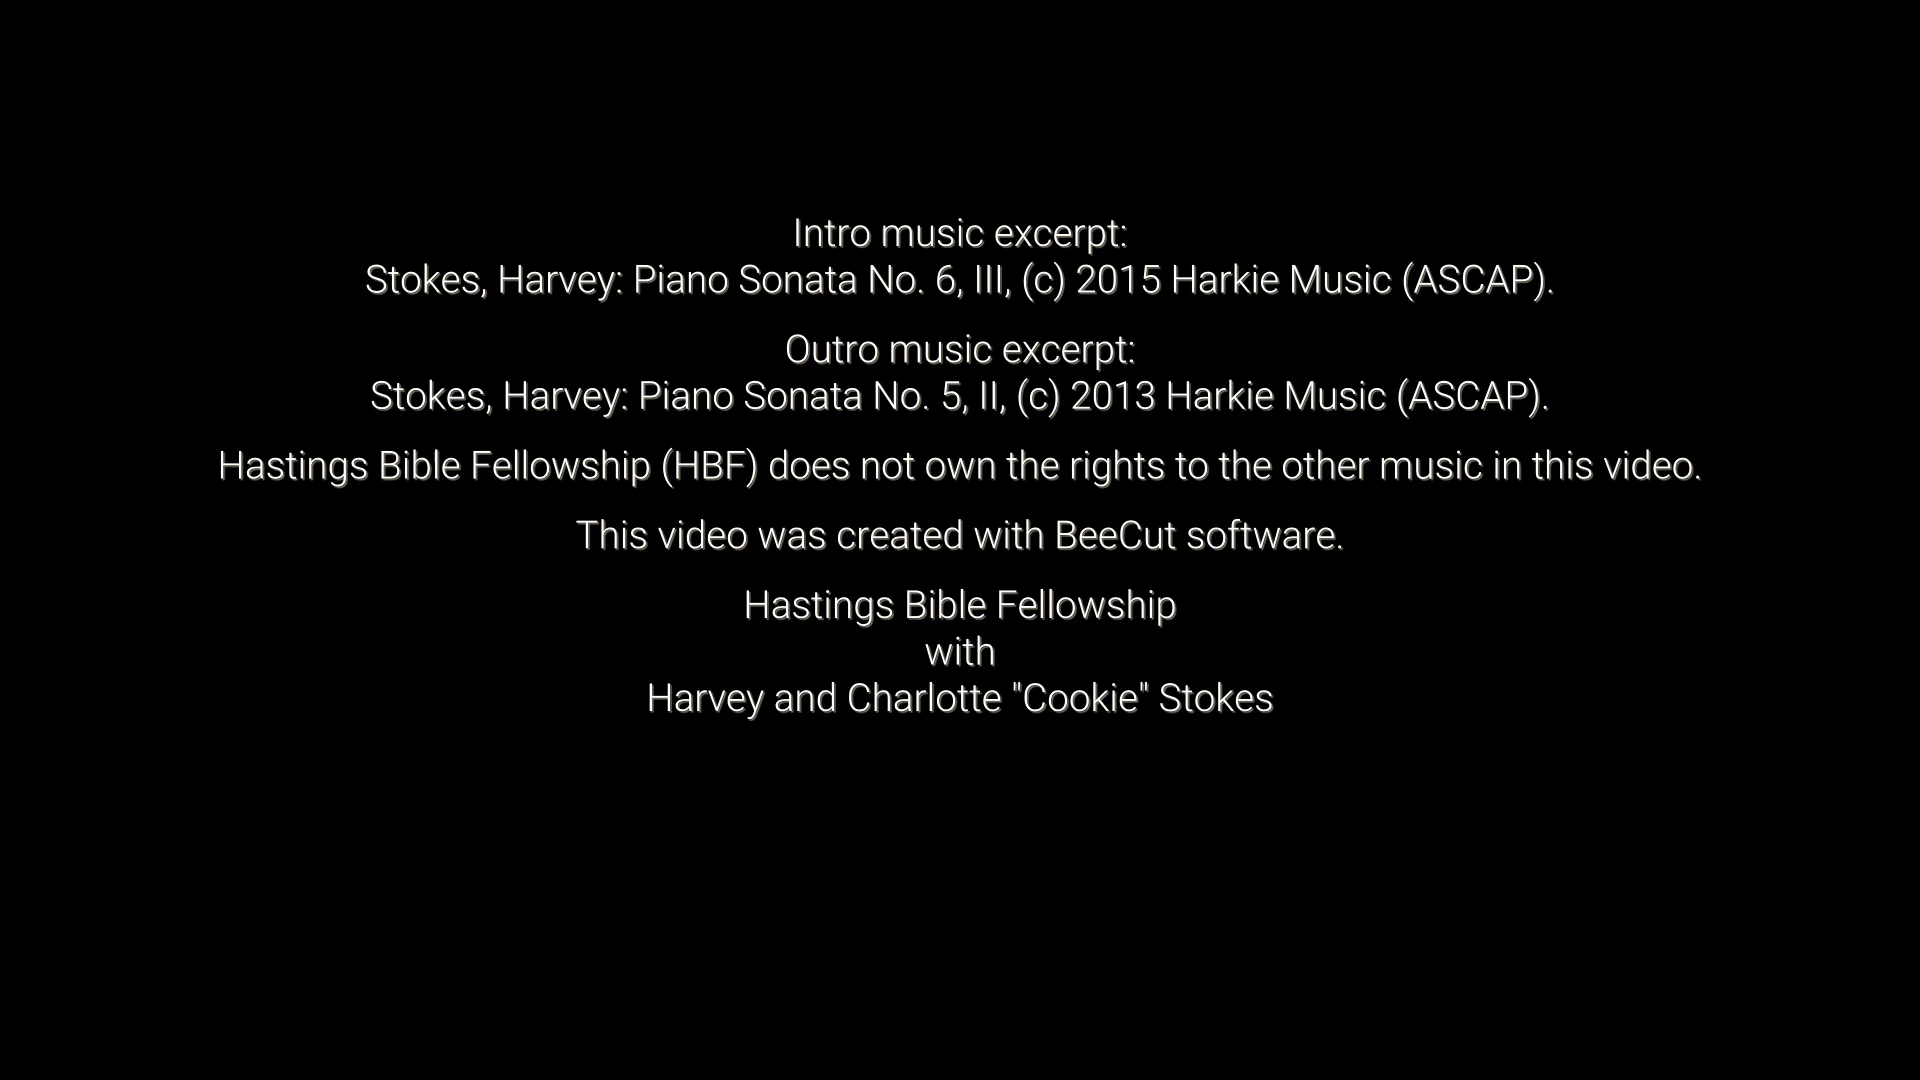 Intro music excerpt:
Stokes, Harvey: Piano Sonata No. 6, III, (c) 2015 Harkie Music (ASCAP).
Outro music excerpt:
Stokes, Harvey: Piano Sonata No. 5, II, (c) 2013 Harkie Music (ASCAP).
Hastings Bible Fellowship (HBF) does not own the rights to the other music in this video.
This video was created with BeeCut software.
Hastings Bible Fellowship
with
Harvey and Charlotte "Cookie" Stokes